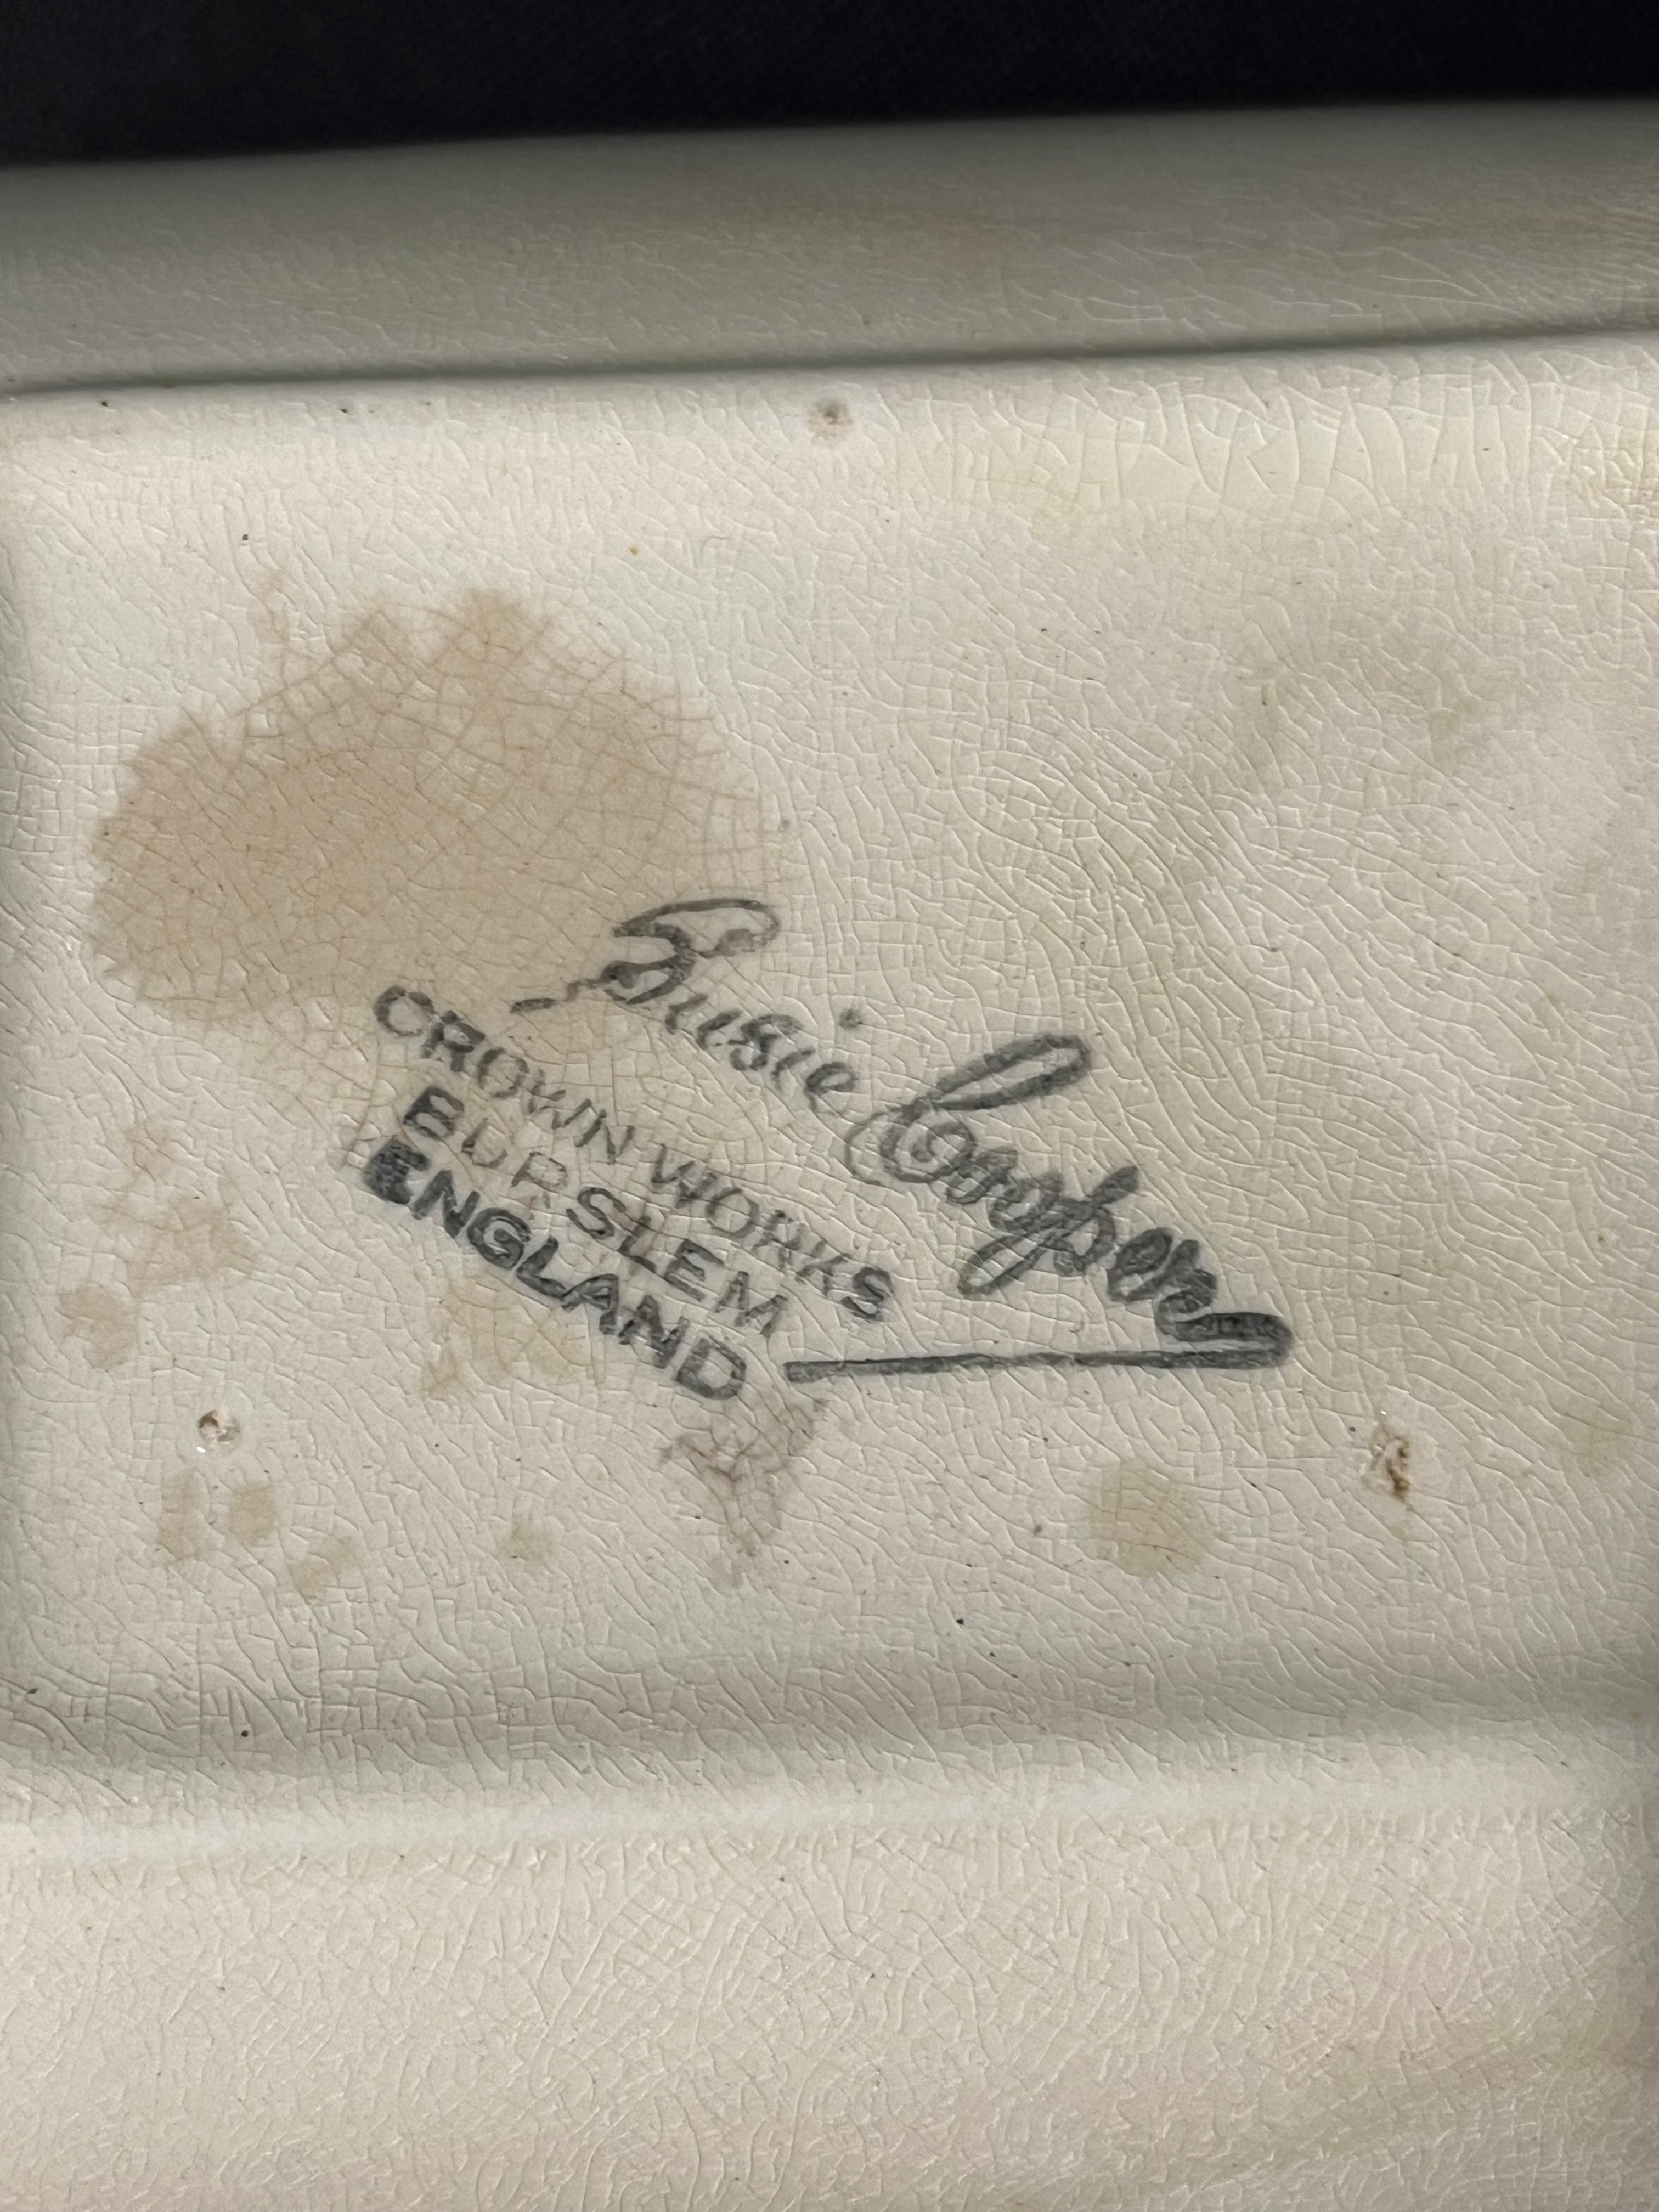 Susie Cooper
CROWN WORKS
BURSLEM
ENGLAND